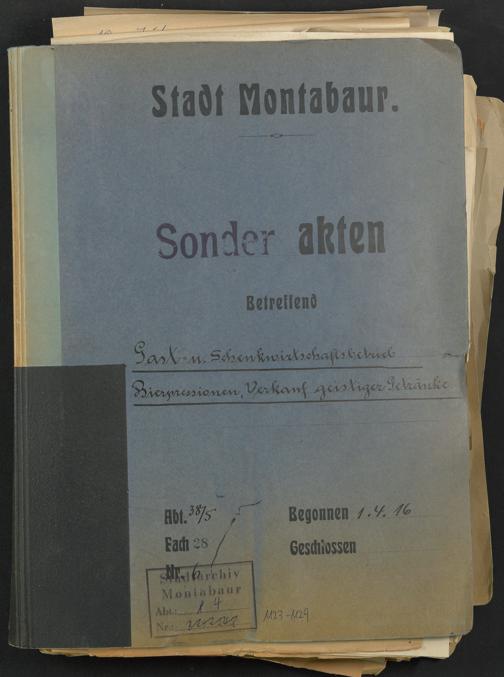 Stadt Montabaur.
Sonder akten
Betreffend
Gast- u. Schenkwirtschaftsbetrieb
Bierpressionen, Verkauf geistiger Getränke
Abt. 38/5
Begonnen 1.4.16
Fach 28
Geschlossen
Nr. 6
Stadtarchiv
Montabaur
Abt.: 4
Nr.:
1123-1129